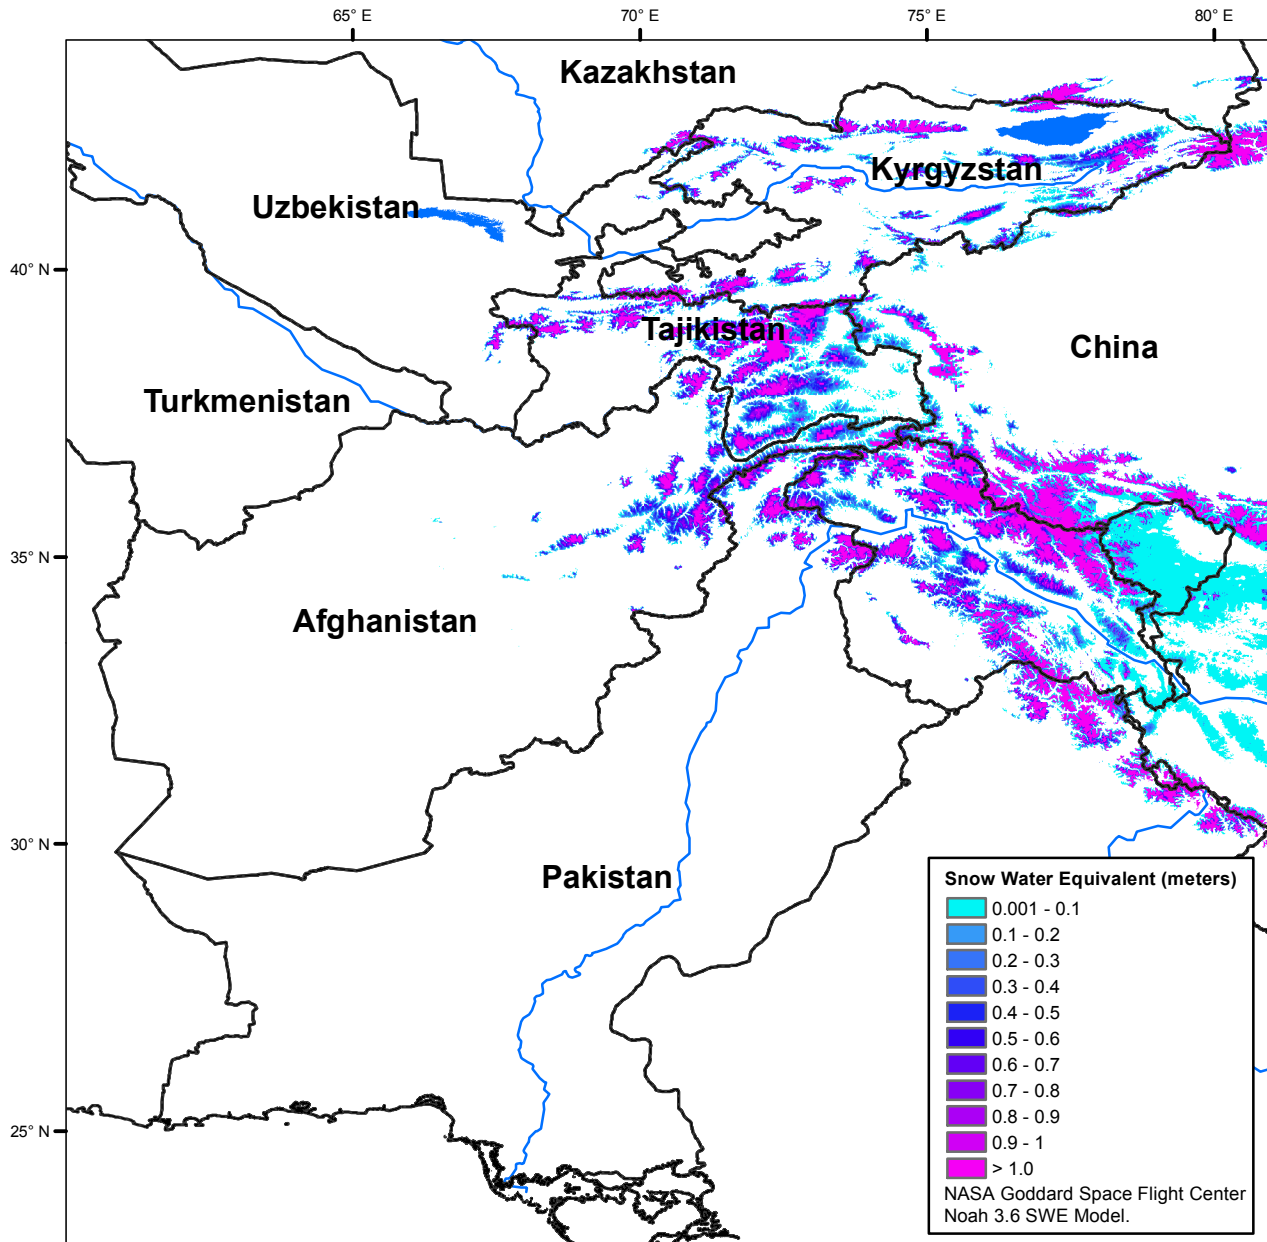 65° E
70° E
75° E
80° E
Kazakhstan
Kyrgyzstan
Uzbekistan
40° N
Tajikistan
China
Turkmenistan
35° N
Afghanistan
30° N
Pakistan
25° N
Snow Water Equivalent (meters)
0.001 - 0.1
0.1 - 0.2
0.2 - 0.3
0.3 - 0.4
0.4 - 0.5
0.5 - 0.6
0.6 - 0.7
0.7 - 0.8
0.8 - 0.9
0.9 - 1
> 1.0
NASA Goddard Space Flight Center
Noah 3.6 SWE Model.